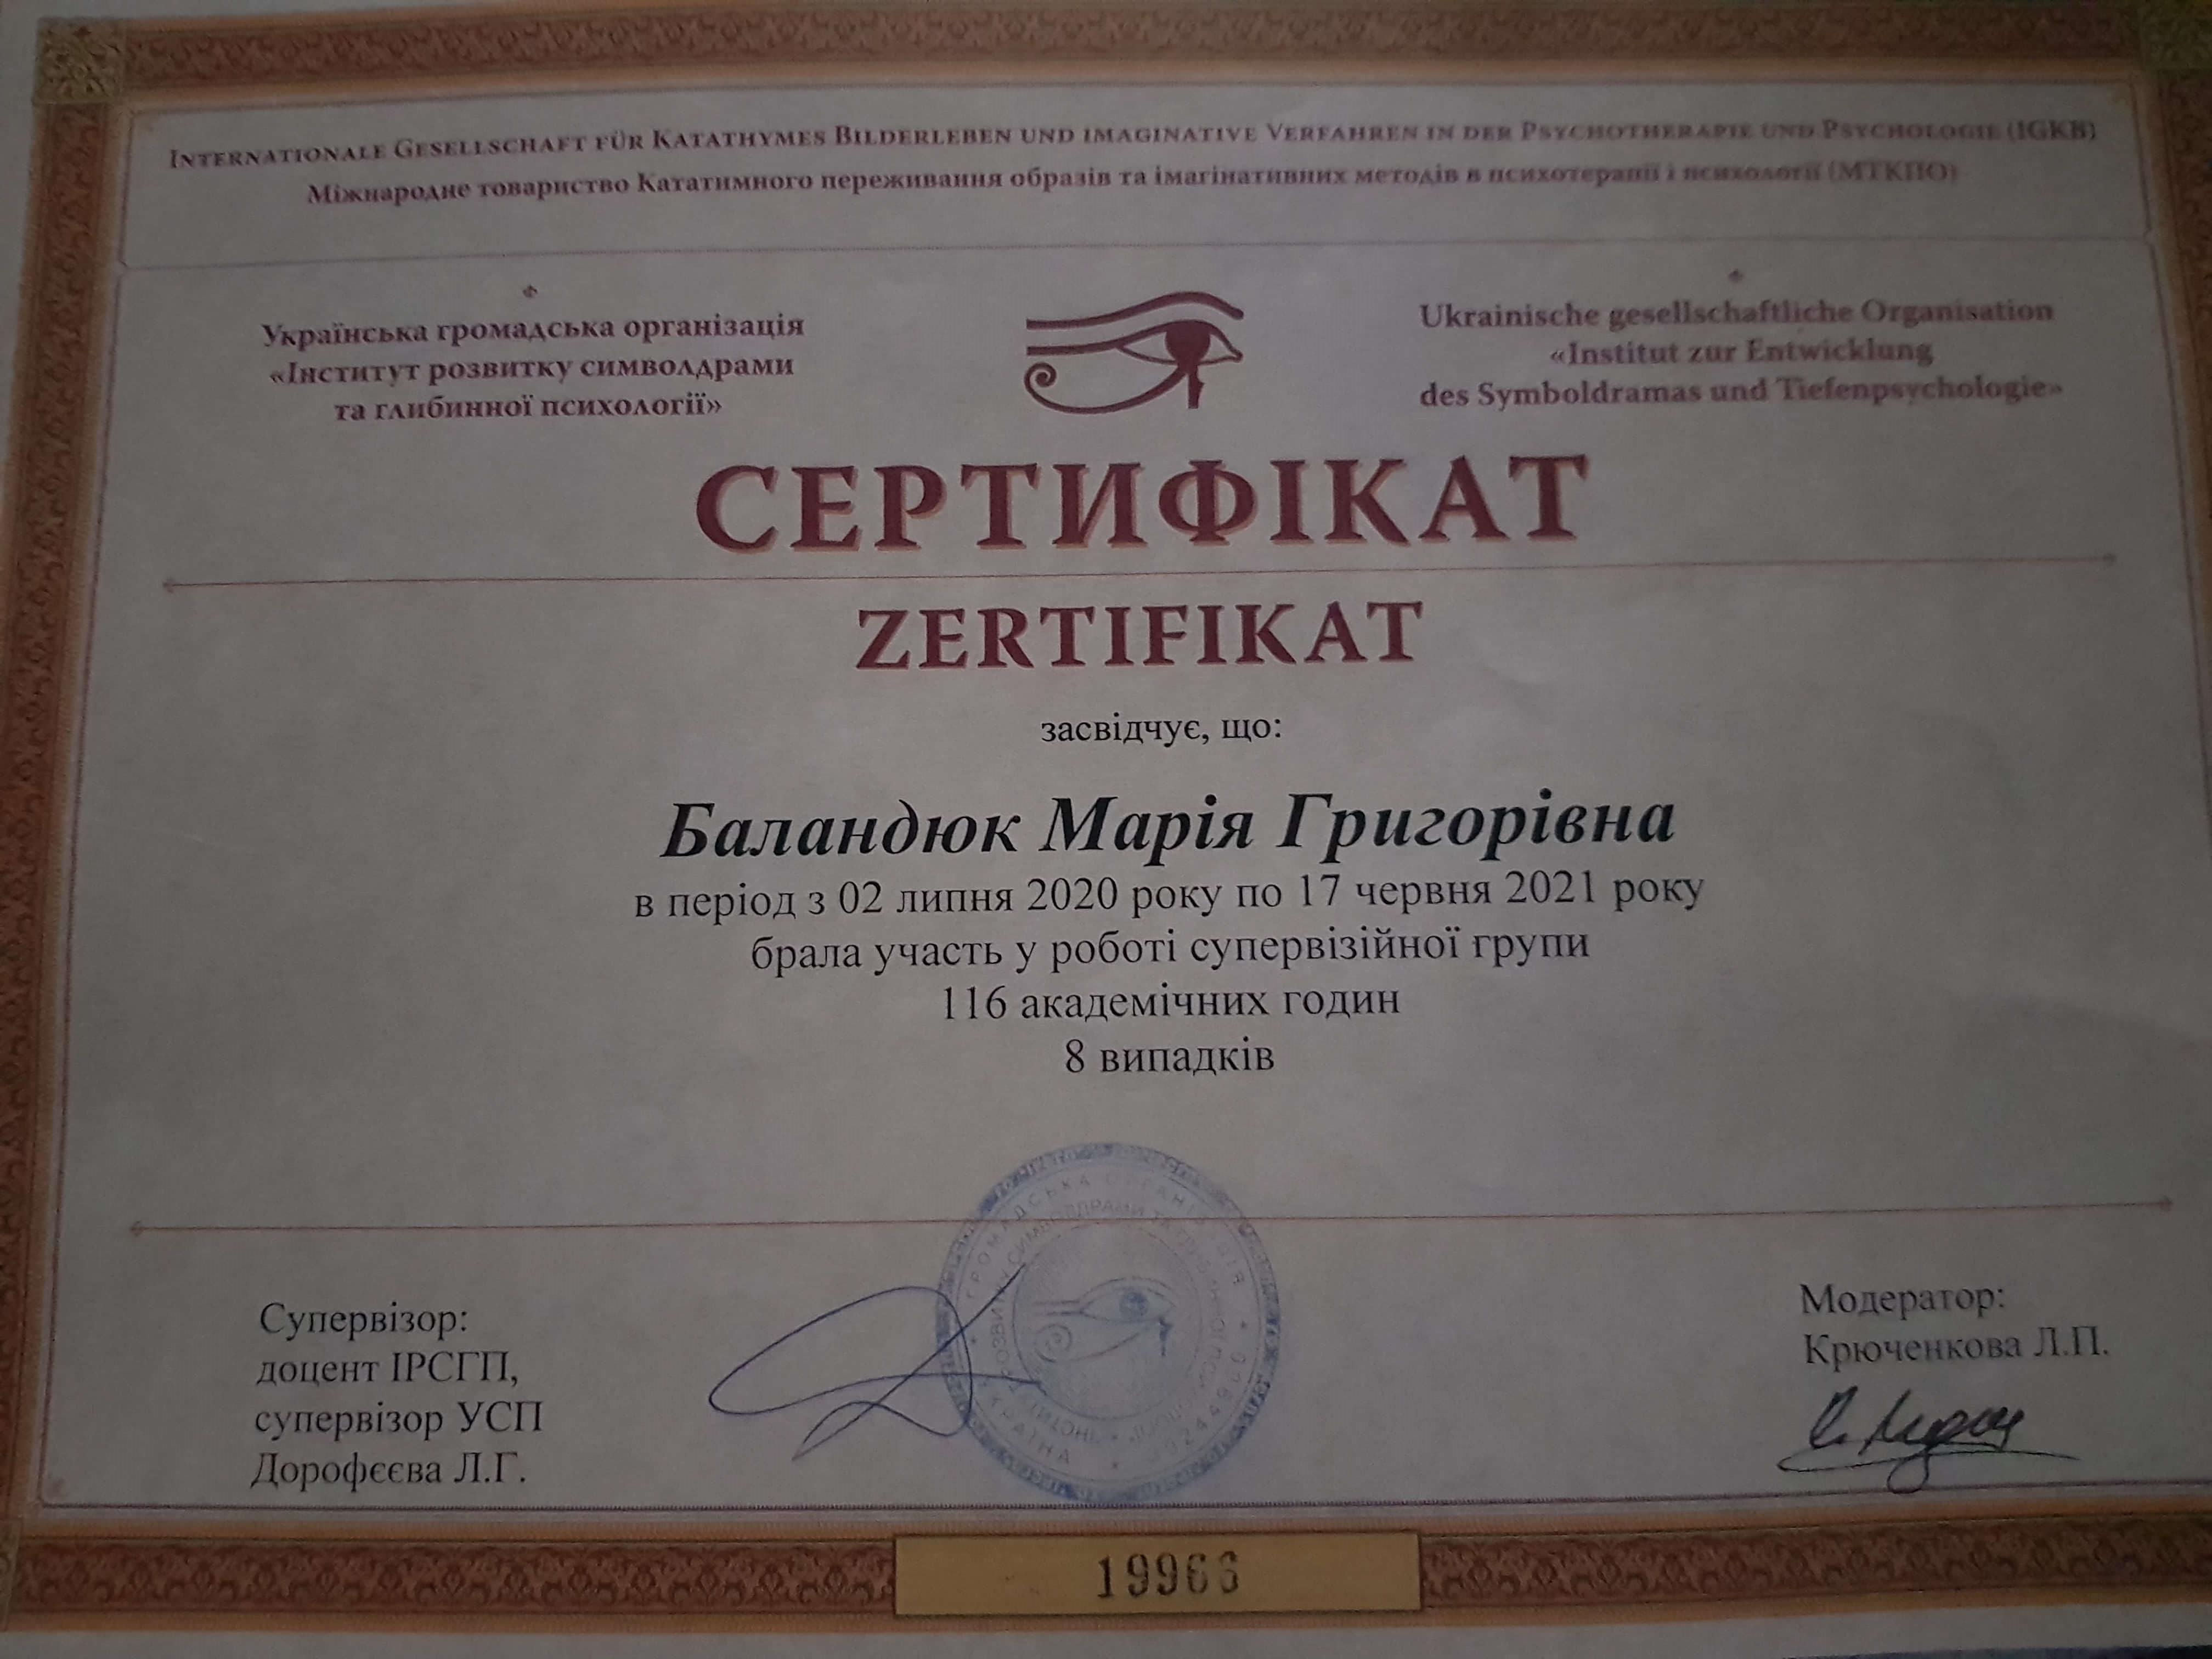 INTERNATIONALE GESELLSCHAFT FÜR KATATHYMES BILDERLEBEN UND IMAGINATIVE VERFAHREN IN DER PSYCHOTHERAPIE UND PSYCHOLOGIE (IGKB)
Міжнародне товариство Кататимного переживання образів та імагінативних методів в психотерапії і психології (МТКПО)
Українська громадська організація
«Інститут розвитку символдрами
та глибинної психології»
Ukrainische gesellschaftliche Organisation
«Institut zur Entwicklung
des Symboldramas und Tiefenpsychologie»
СЕРТИФІКАТ
ZERTIFIKAT
засвідчує, що:
Баландюк Марія Григорівна
в період з 02 липня 2020 року по 17 червня 2021 року
брала участь у роботі супервізійної групи
116 академічних годин
8 випадків
Супервізор:
доцент ІРСГП,
супервізор УСП
Дорофєєва Л.Г.
Модератор:
Крюченкова Л.П.
19966